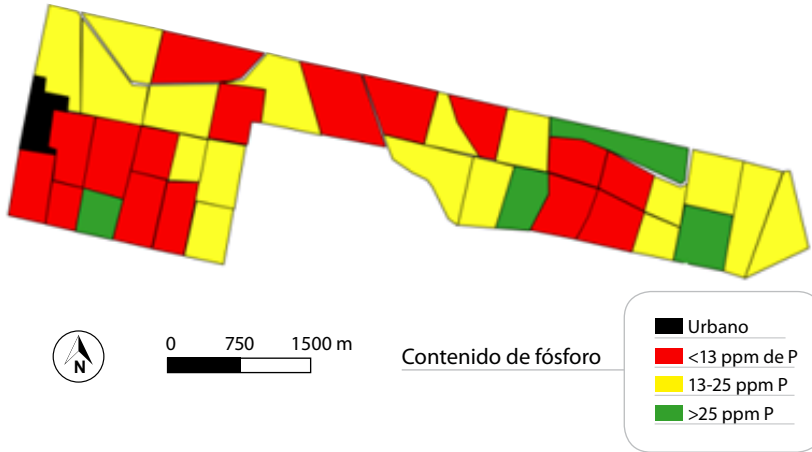 N
0 750 1500 m
Contenido de fósforo
Urbano
<13 ppm de P
13-25 ppm P
>25 ppm P